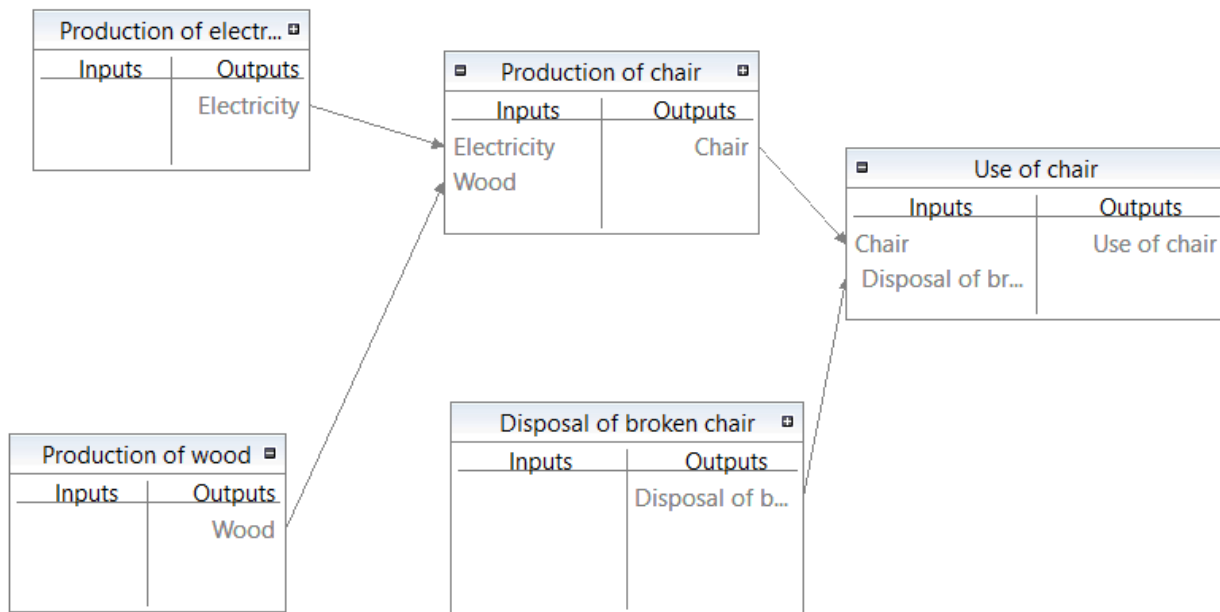 Production of electr...
Inputs Outputs
Electricity
Production of chair
Inputs Outputs
Electricity Chair
Wood
Use of chair
Inputs Outputs
Chair Use of chair
Disposal of br...
Production of wood
Inputs Outputs
Wood
Disposal of broken chair
Inputs Outputs
Disposal of b...